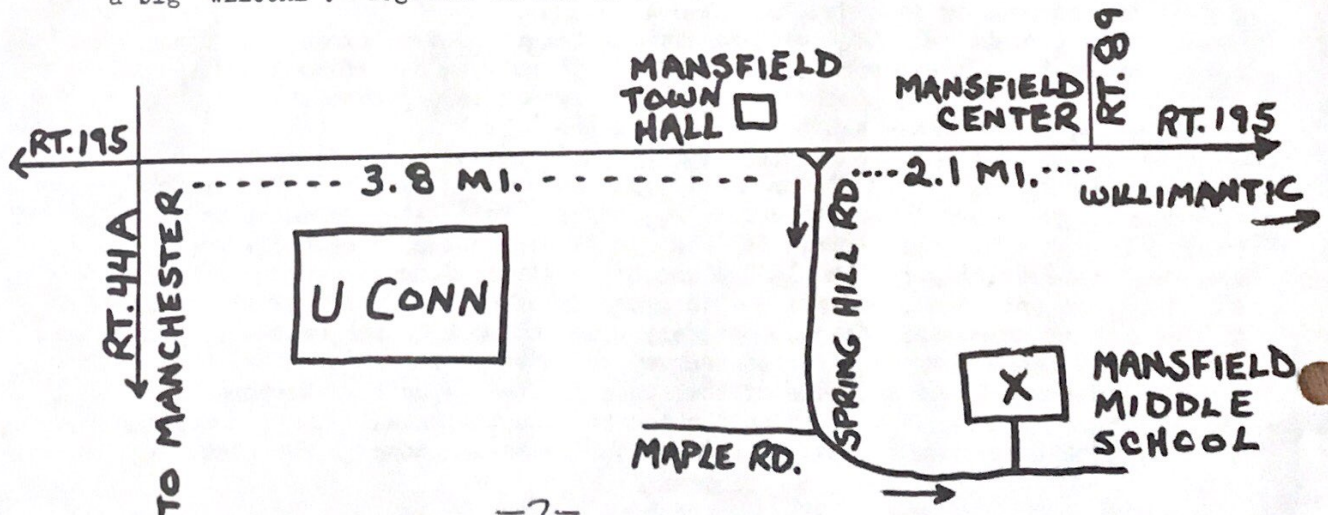 MANSFIELD
TOWN
HALL
MANSFIELD
CENTER
RT. 89
RT. 195
RT. 195
3.8 MI.
2.1 MI.
WILLIMANTIC
RT. 44A
TO MANCHESTER
U CONN
SPRING HILL RD
X
MANSFIELD
MIDDLE
SCHOOL
MAPLE RD.
-2-